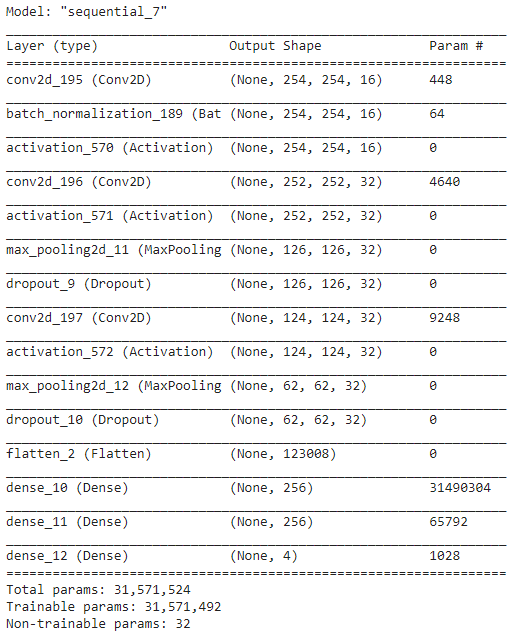 Model: "sequential_7"
Layer (type) Output Shape Param #
conv2d_195 (Conv2D) (None, 254, 254, 16) 448
batch_normalization_189 (Bat (None, 254, 254, 16) 64
activation_570 (Activation) (None, 254, 254, 16) 0
conv2d_196 (Conv2D) (None, 252, 252, 32) 4640
activation_571 (Activation) (None, 252, 252, 32) 0
max_pooling2d_11 (MaxPooling (None, 126, 126, 32) 0
dropout_9 (Dropout) (None, 126, 126, 32) 0
conv2d_197 (Conv2D) (None, 124, 124, 32) 9248
activation_572 (Activation) (None, 124, 124, 32) 0
max_pooling2d_12 (MaxPooling (None, 62, 62, 32) 0
dropout_10 (Dropout) (None, 62, 62, 32) 0
flatten_2 (Flatten) (None, 123008) 0
dense_10 (Dense) (None, 256) 31490304
dense_11 (Dense) (None, 256) 65792
dense_12 (Dense) (None, 4) 1028
Total params: 31,571,524
Trainable params: 31,571,492
Non-trainable params: 32